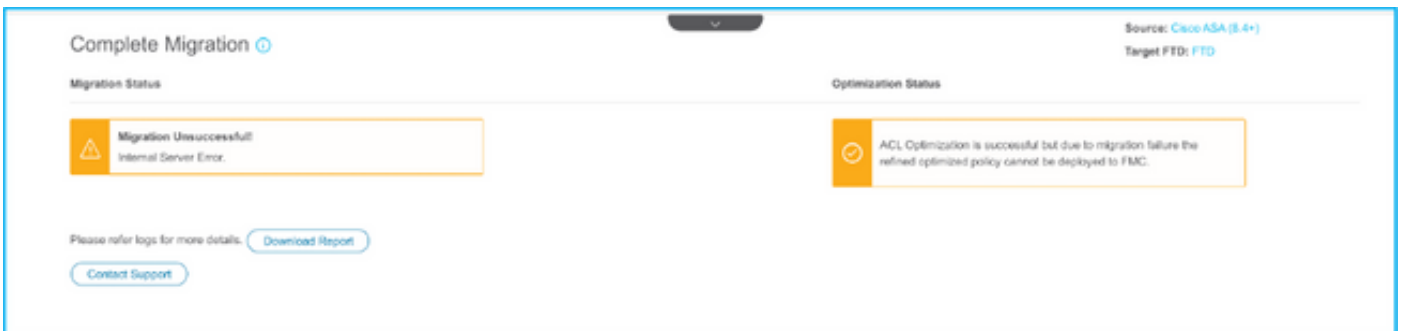 Complete Migration
Source: Cisco ASA (8.4+)
Target FTD: FTD
Migration Status
Optimization Status
Migration Unsuccessful!
Internal Server Error.
ACL Optimization is successful but due to migration failure the
refined optimized policy cannot be deployed to FMC.
Please refer logs for more details.
Download Report
Contact Support